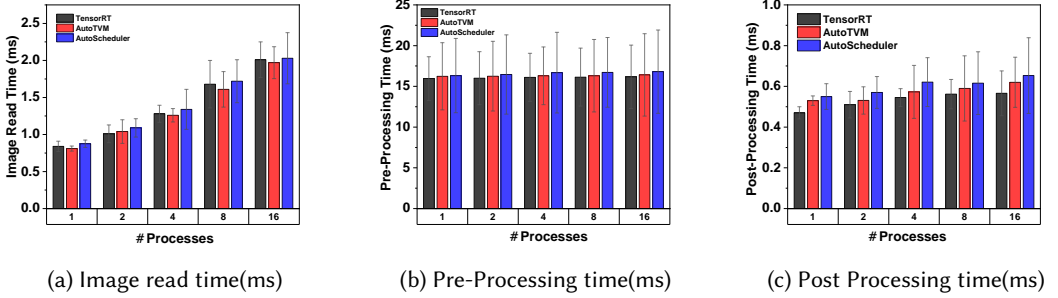 2.5
2.0
1.5
1.0
0.5
0.0
Image Read Time (ms)
TensorRT
AutoTVM
AutoScheduler
1 2 4 8 16
# Processes
(a) Image read time(ms)
25
20
15
10
5
0
Pre-Processing Time (ms)
TensorRT
AutoTVM
AutoScheduler
1 2 4 8 16
# Processes
(b) Pre-Processing time(ms)
1.0
0.8
0.6
0.4
0.2
0.0
Post-Processing Time (ms)
TensorRT
AutoTVM
AutoScheduler
1 2 4 8 16
# Processes
(c) Post Processing time(ms)